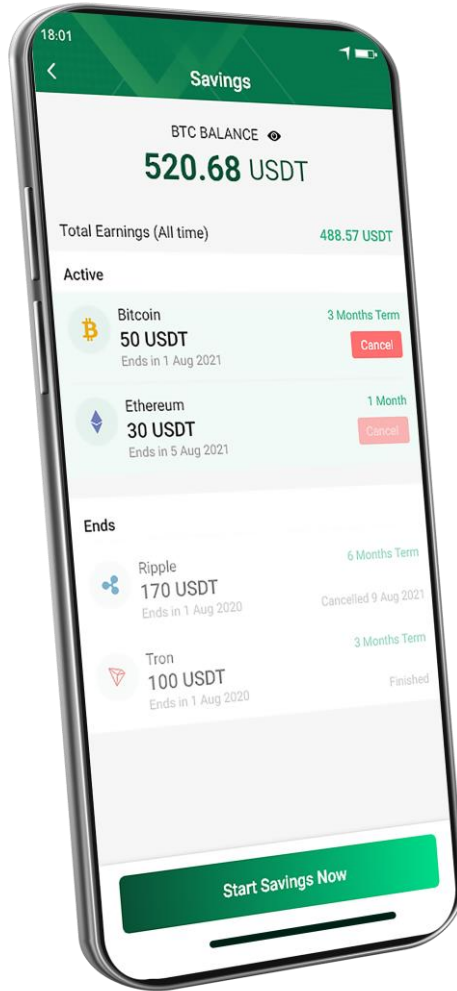 18:01
Savings
BTC BALANCE
520.68 USDT
Total Earnings (All time) 488.57 USDT
Active
Bitcoin 3 Months Term
50 USDT Cancel
Ends in 1 Aug 2021
Ethereum 1 Month
30 USDT Cancel
Ends in 5 Aug 2021
Ends
Ripple 6 Months Term
170 USDT
Ends in 1 Aug 2020 Cancelled 9 Aug 2021
Tron 3 Months Term
100 USDT Finished
Ends in 1 Aug 2020
Start Savings Now